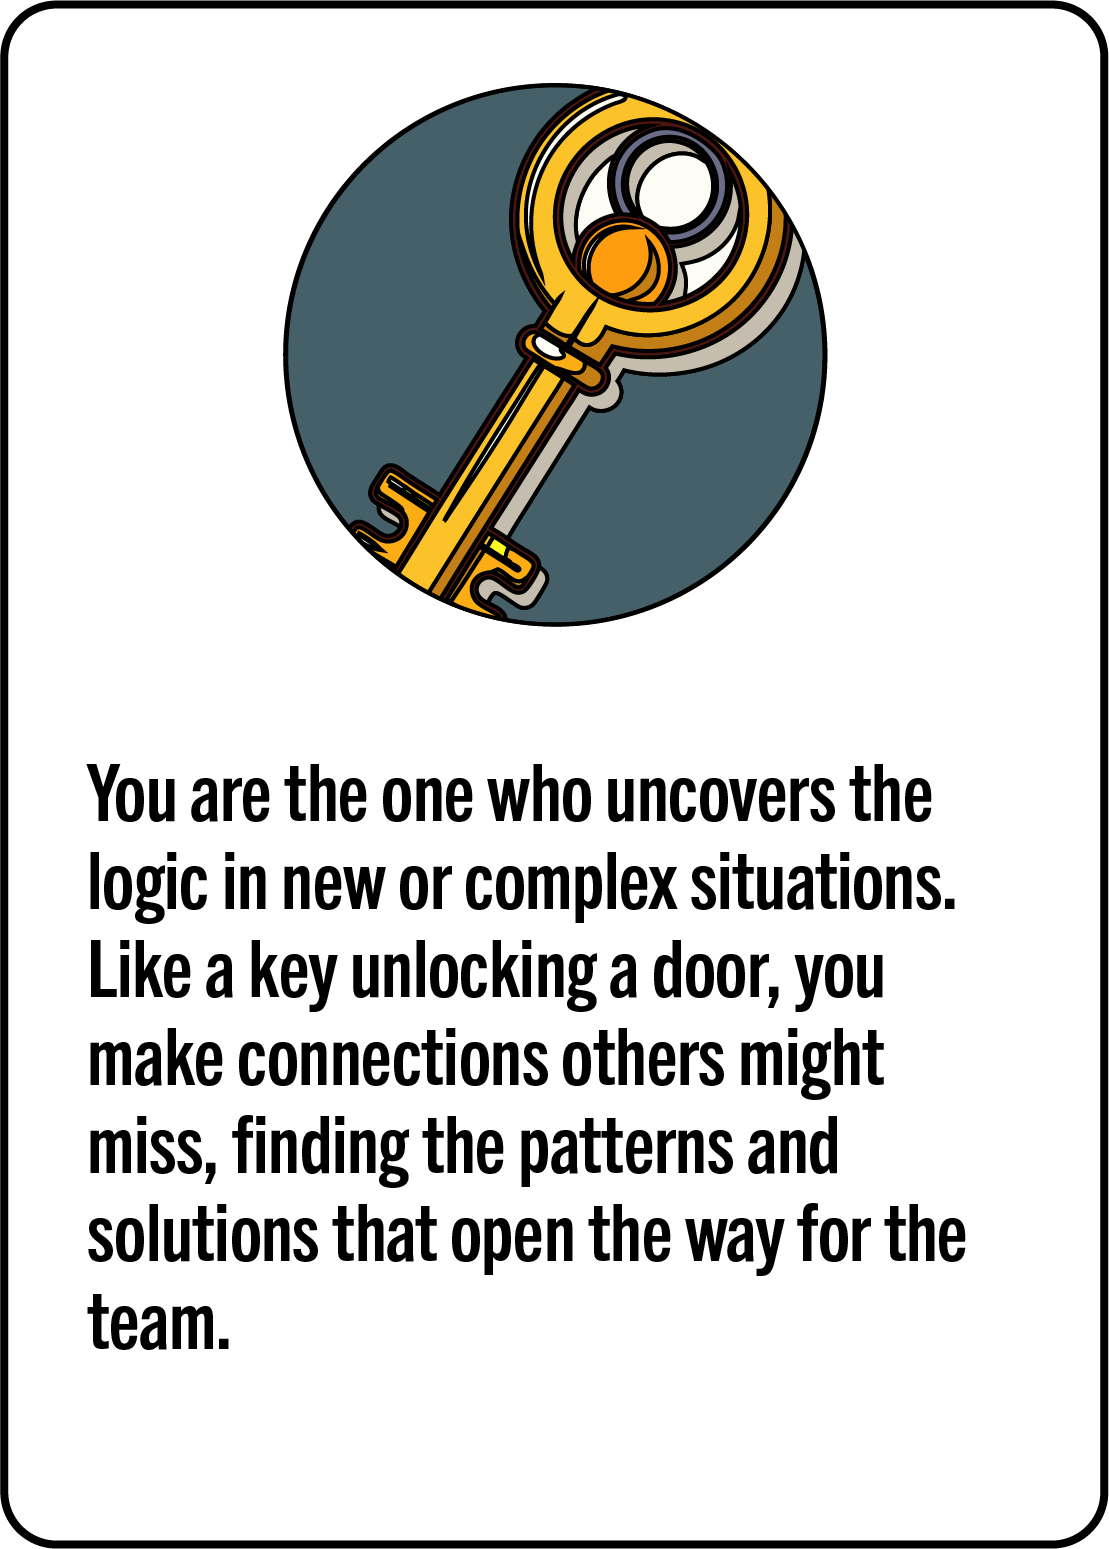 You are the one who uncovers the
logic in new or complex situations.
Like a key unlocking a door, you
make connections others might
miss, finding the patterns and
solutions that open the way for the
team.